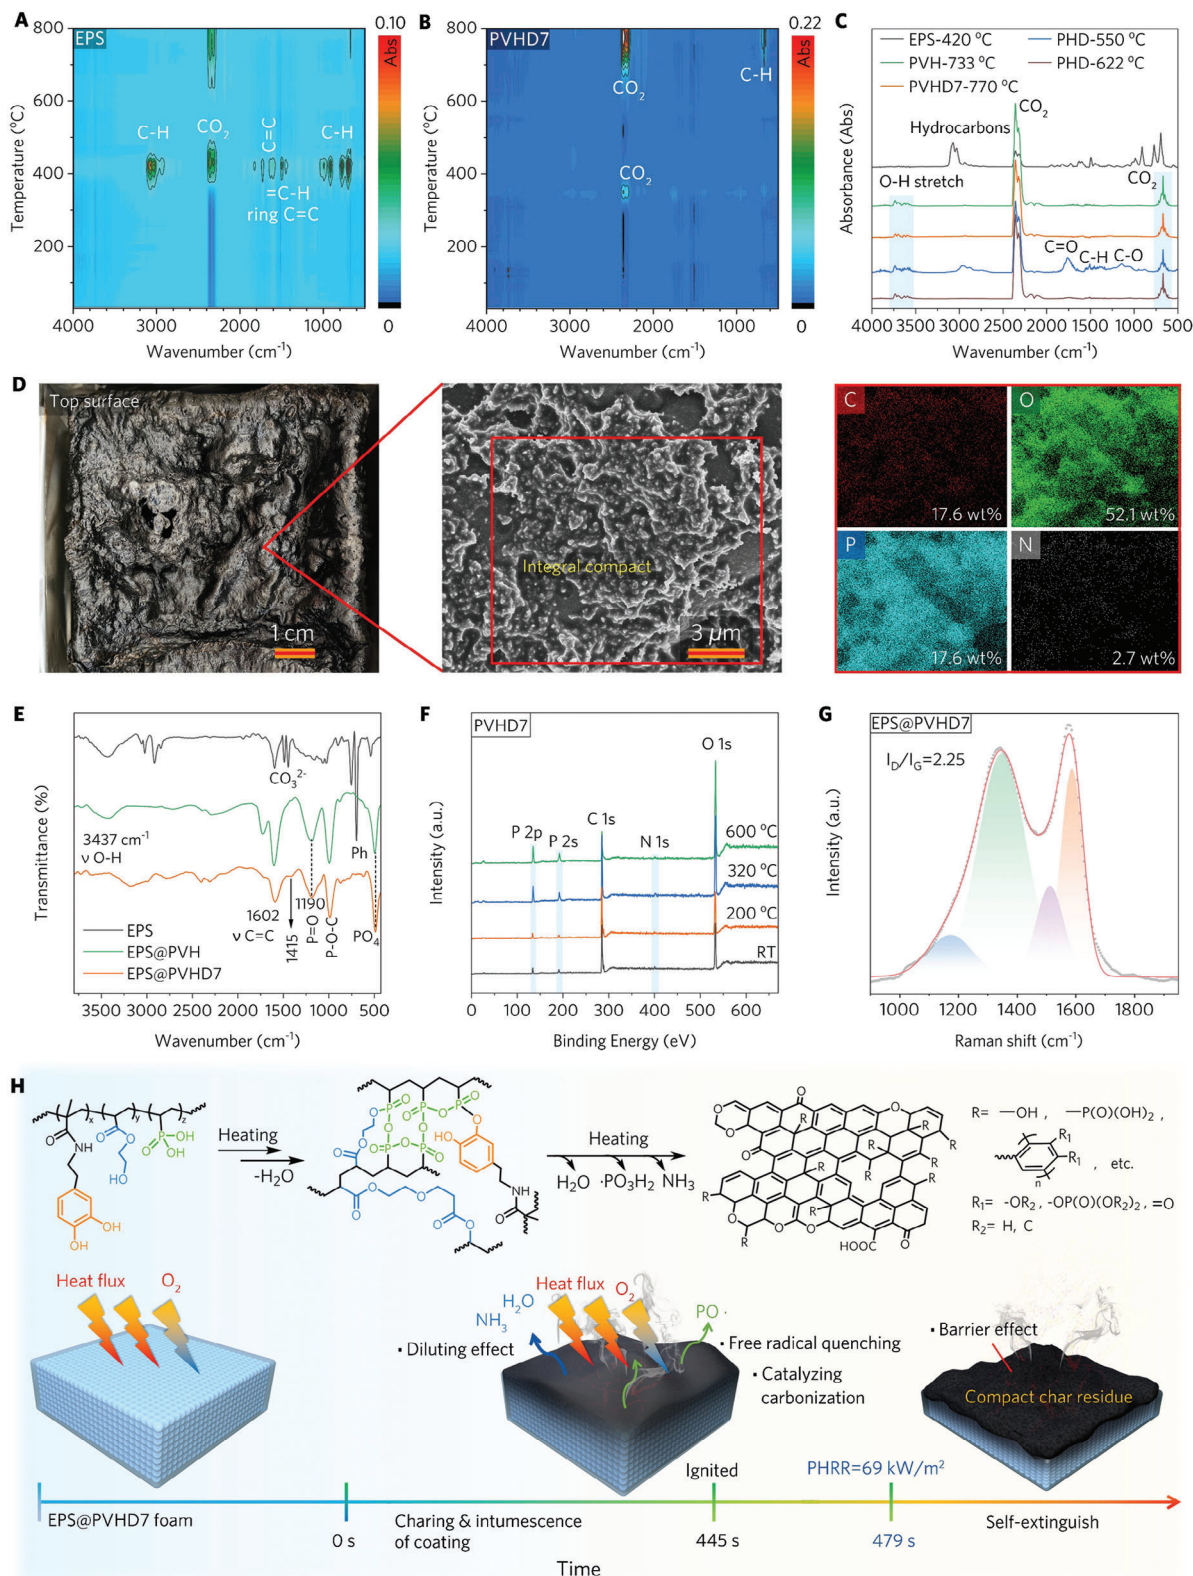 A
EPS
0.10
Abs
0
800
600
400
200
Temperature (°C)
C-H
CO2
C=C
=C-H
ring C=C
C-H
4000
3000
2000
1000
Wavenumber (cm-1)
B
PVHD7
0.22
Abs
0
800
600
400
200
Temperature (°C)
CO2
C-H
CO2
4000
3000
2000
1000
Wavenumber (cm-1)
C
EPS-420 °C
PHD-550 °C
PVH-733 °C
PHD-622 °C
PVHD7-770 °C
CO2
Hydrocarbons
O-H stretch
CO2
C=O
C-H
C-O
Absorbance (Abs)
4000 3500 3000 2500 2000 1500 1000 500
Wavenumber (cm-1)
D
Top surface
1 cm
Integral compact
3 µm
C
17.6 wt%
O
52.1 wt%
P
17.6 wt%
N
2.7 wt%
E
Transmittance (%)
CO32-
3437 cm-1
ν O-H
Ph
1602
ν C=C
1415
1190
P=O
P-O-C
PO4
EPS
EPS@PVH
EPS@PVHD7
3500 3000 2500 2000 1500 1000 500
Wavenumber (cm-1)
F
PVHD7
Intensity (a.u.)
P 2p
P 2s
C 1s
N 1s
O 1s
600 °C
320 °C
200 °C
RT
0 100 200 300 400 500 600
Binding Energy (eV)
G
EPS@PVHD7
ID/IG=2.25
Intensity (a.u.)
1000 1200 1400 1600 1800
Raman shift (cm-1)
H
Heating
-H2O
Heating
H2O ·PO3H2 NH3
HOOC
R= —OH , —P(O)(OH)2 ,
R1
R1 , etc.
n
R1= -OR2 , -OP(O)(OR2)2 , =O
R2= H, C
Heat flux
O2
NH3
H2O
· Diluting effect
Heat flux
O2
PO ·
· Free radical quenching
· Catalyzing
carbonization
· Barrier effect
Compact char residue
Ignited
PHRR=69 kW/m2
EPS@PVHD7 foam
0 s
Charing & intumescence
of coating
445 s
479 s
Self-extinguish
Time